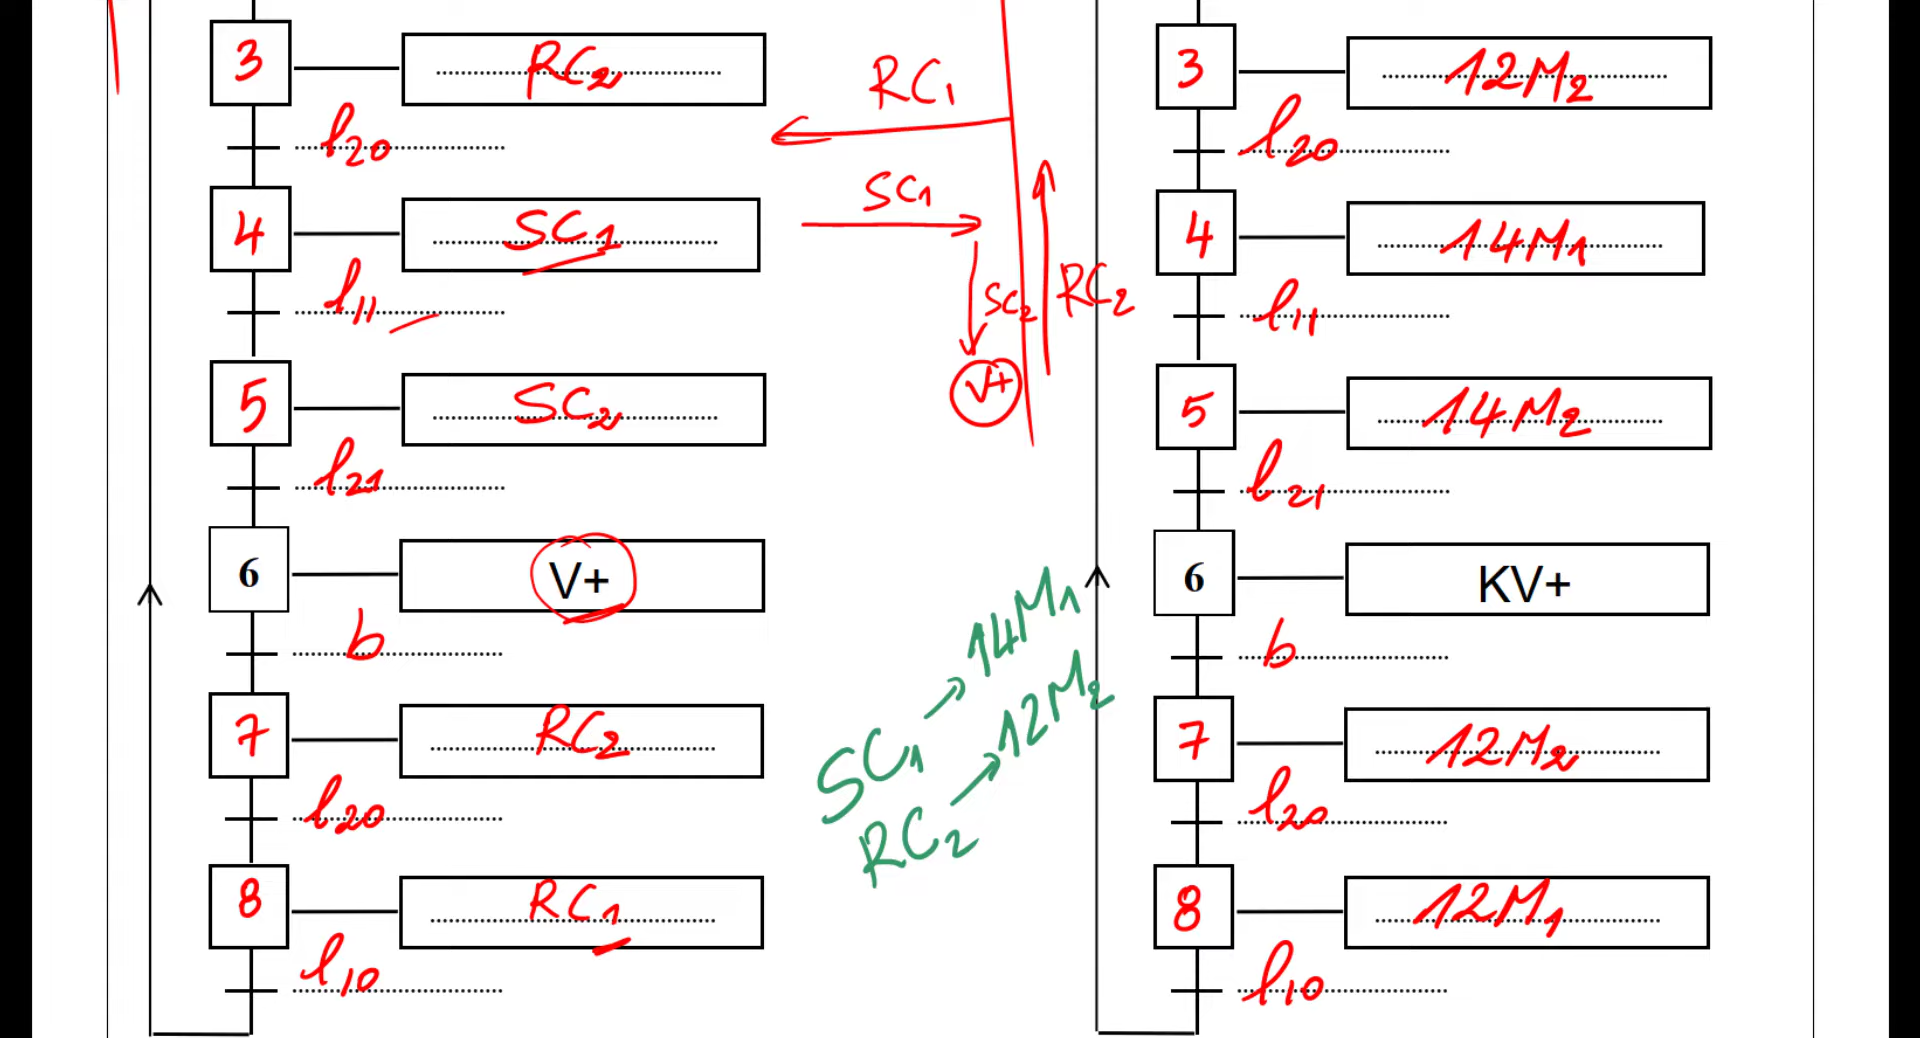 3 RC2
l20
4 SC1
l11
5 SC2
l21
6 V+
b
7 RC2
l20
8 RC1
l10
RC1
SC1
SC2
RC2
V+
SC1 → 14M1
RC2 → 12M2
3 12M2
l20
4 14M1
l11
5 14M2
l21
6 KV+
b
7 12M2
l20
8 12M1
l10